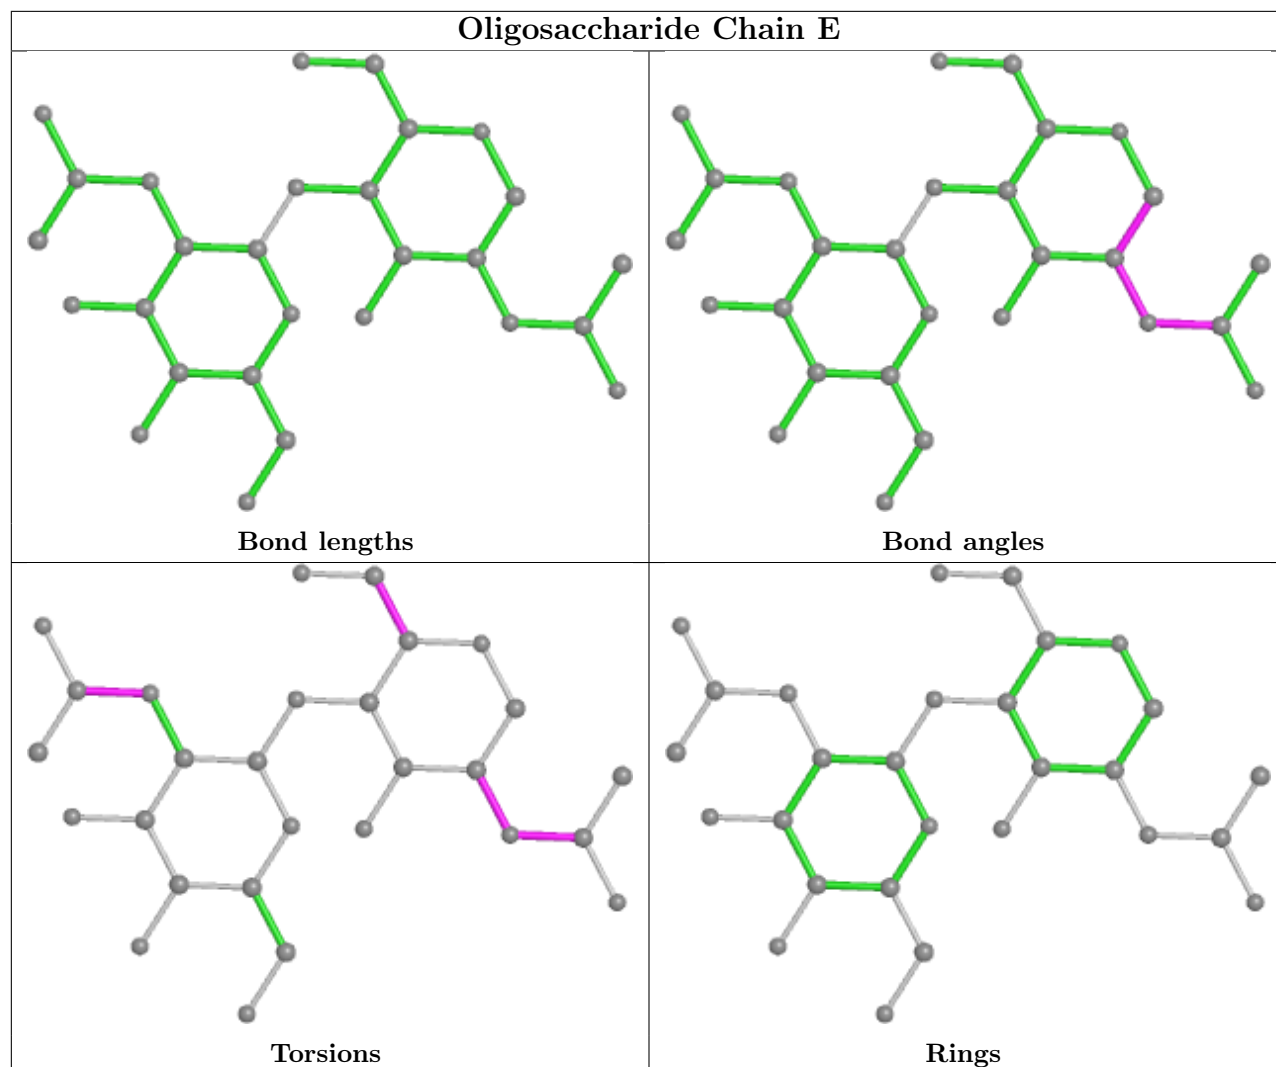 Oligosaccharide Chain E
Bond lengths
Bond angles
Torsions
Rings